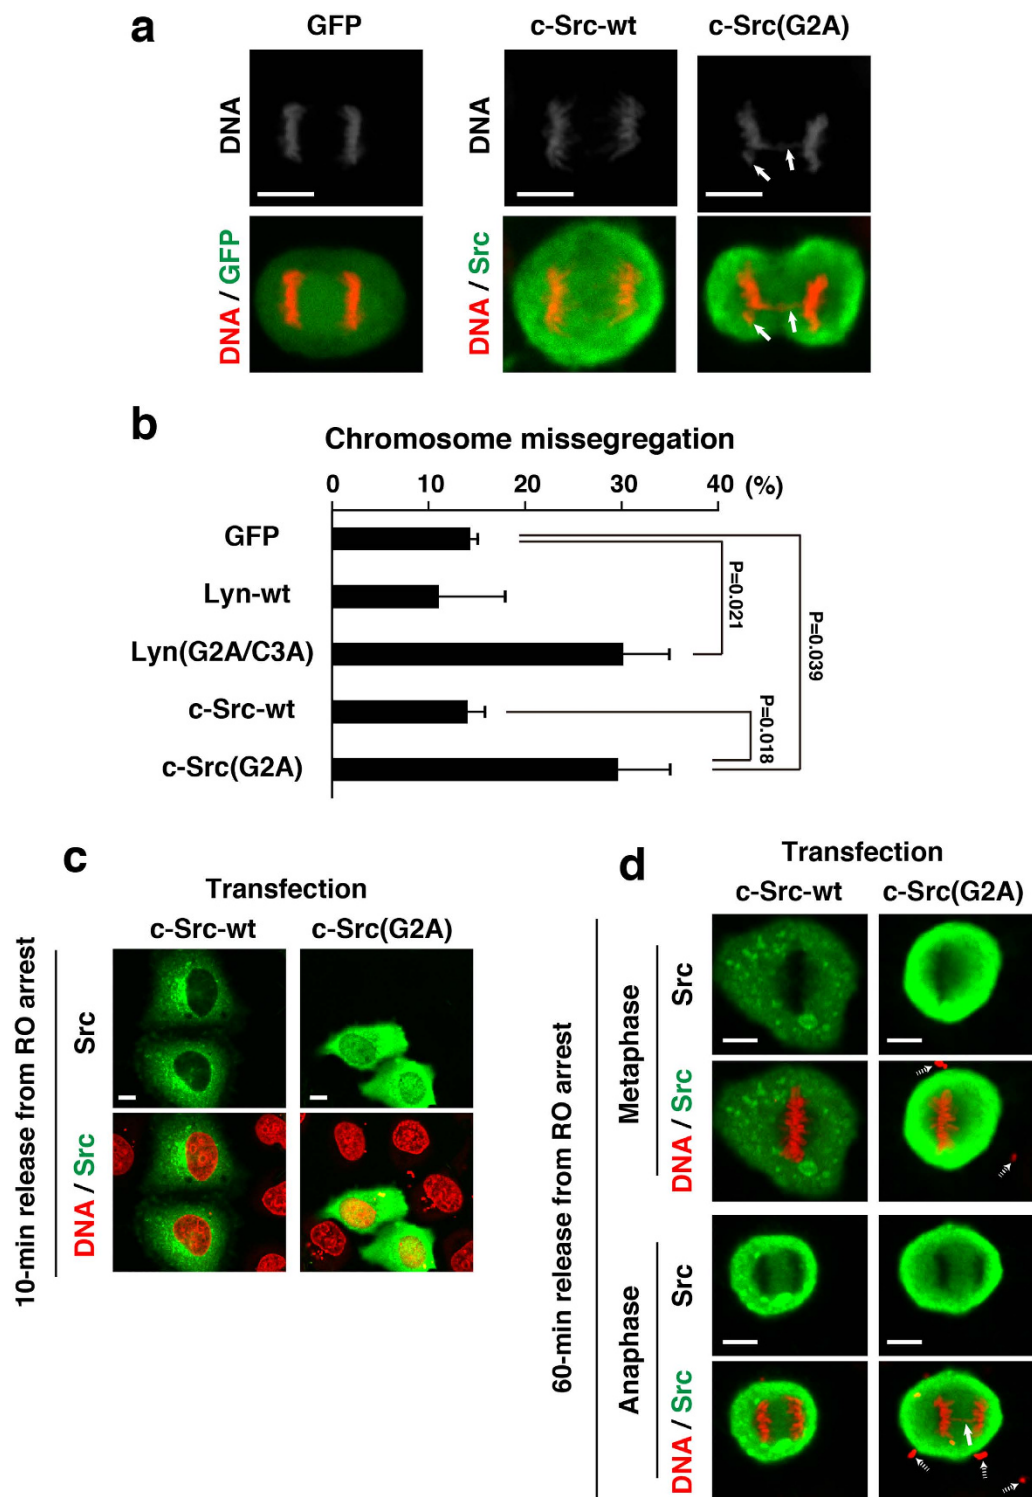 a
GFP
c-Src-wt
c-Src(G2A)
DNA
DNA
DNA / GFP
DNA / Src
b
Chromosome missegregation
0 10 20 30 40 (%)
GFP
Lyn-wt
Lyn(G2A/C3A)
c-Src-wt
c-Src(G2A)
P=0.021
P=0.039
P=0.018
c
Transfection
c-Src-wt
c-Src(G2A)
10-min release from RO arrest
Src
DNA / Src
d
Transfection
c-Src-wt
c-Src(G2A)
60-min release from RO arrest
Metaphase
Src
DNA / Src
Anaphase
Src
DNA / Src